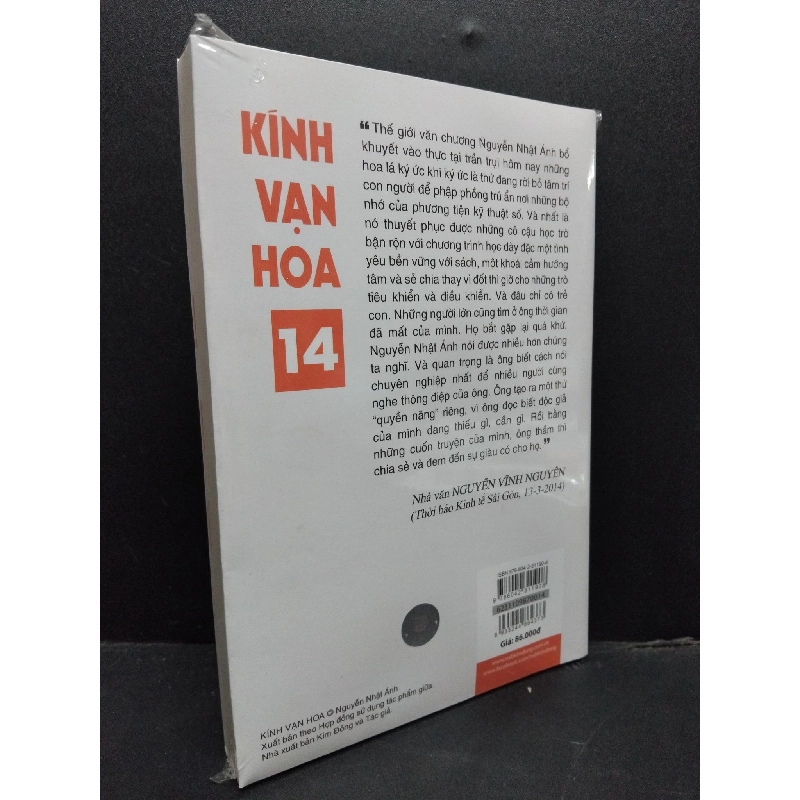 KÍNH
VẠN
HOA
14
❝ Thế giới văn chương Nguyễn Nhật Ánh bổ
khuyết vào thực tại trần trụi hôm nay những
hoa lá ký ức khi ký ức là thứ đang rời bỏ tâm trí
con người để phập phồng trú ẩn nơi những bộ
nhớ của phương tiện kỹ thuật số. Và nhất là
nó thuyết phục được những cô cậu học trò
bận rộn với chương trình học dày đặc một tình
yêu bền vững với sách, một khoái cảm hướng
tâm và sẻ chia thay vì đốt thì giờ cho những trò
tiêu khiển và điều khiển. Và đâu chỉ có trẻ
con. Những người lớn cũng tìm ở ông thời gian
đã mất của mình. Họ bắt gặp lại quá khứ.
Nguyễn Nhật Ánh nói được nhiều hơn chúng
ta nghĩ. Và quan trọng là ông biết cách nói
chuyên nghiệp nhất để nhiều người cùng
nghe thông điệp của ông. Ông tạo ra một thứ
"quyền năng" riêng, vì ông đọc biết độc giả
của mình đang thiếu gì, cần gì. Rồi bằng
những cuốn truyện của mình, ông thầm thì
chia sẻ và đem đến sự giàu có cho họ. ❞
Nhà văn NGUYỄN VĨNH NGUYÊN
(Thời báo Kinh tế Sài Gòn, 13-3-2014)
Giá: 56.000đ
KÍNH VẠN HOA © Nguyễn Nhật Ánh
Xuất bản theo Hợp đồng sử dụng tác phẩm giữa
Nhà xuất bản Kim Đồng và Tác giả.